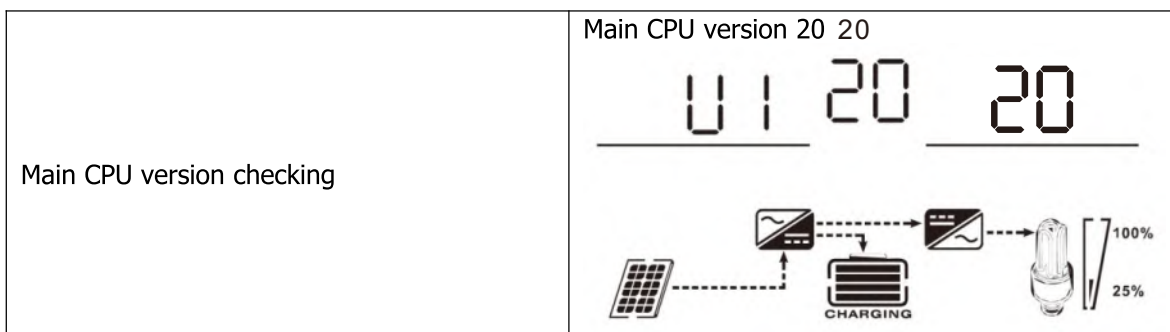 Main CPU version checking
Main CPU version 20 20
U1 20 20
100%
25%
CHARGING